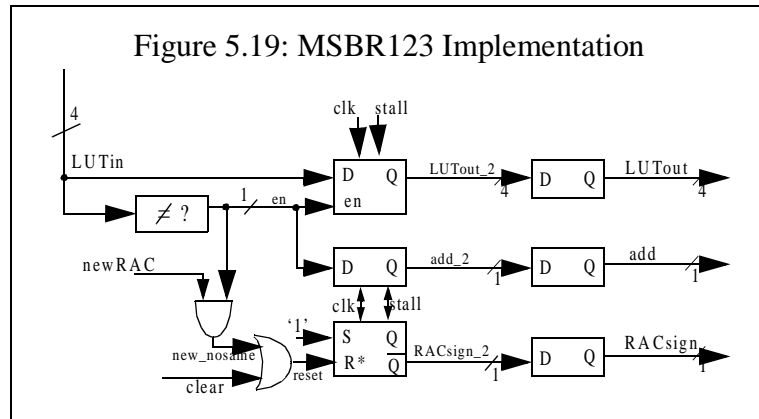 Figure 5.19: MSBR123 Implementation
clk stall
4
LUTin
D Q
en
LUTout_2
4
D Q
LUTout
4
≠ ?
1
en
newRAC
D Q
add_2
1
D Q
add
1
clk stall
'1'
S Q
R* Q
new_nosame
clear
reset
RACsign_2
1
D Q
RACsign
1